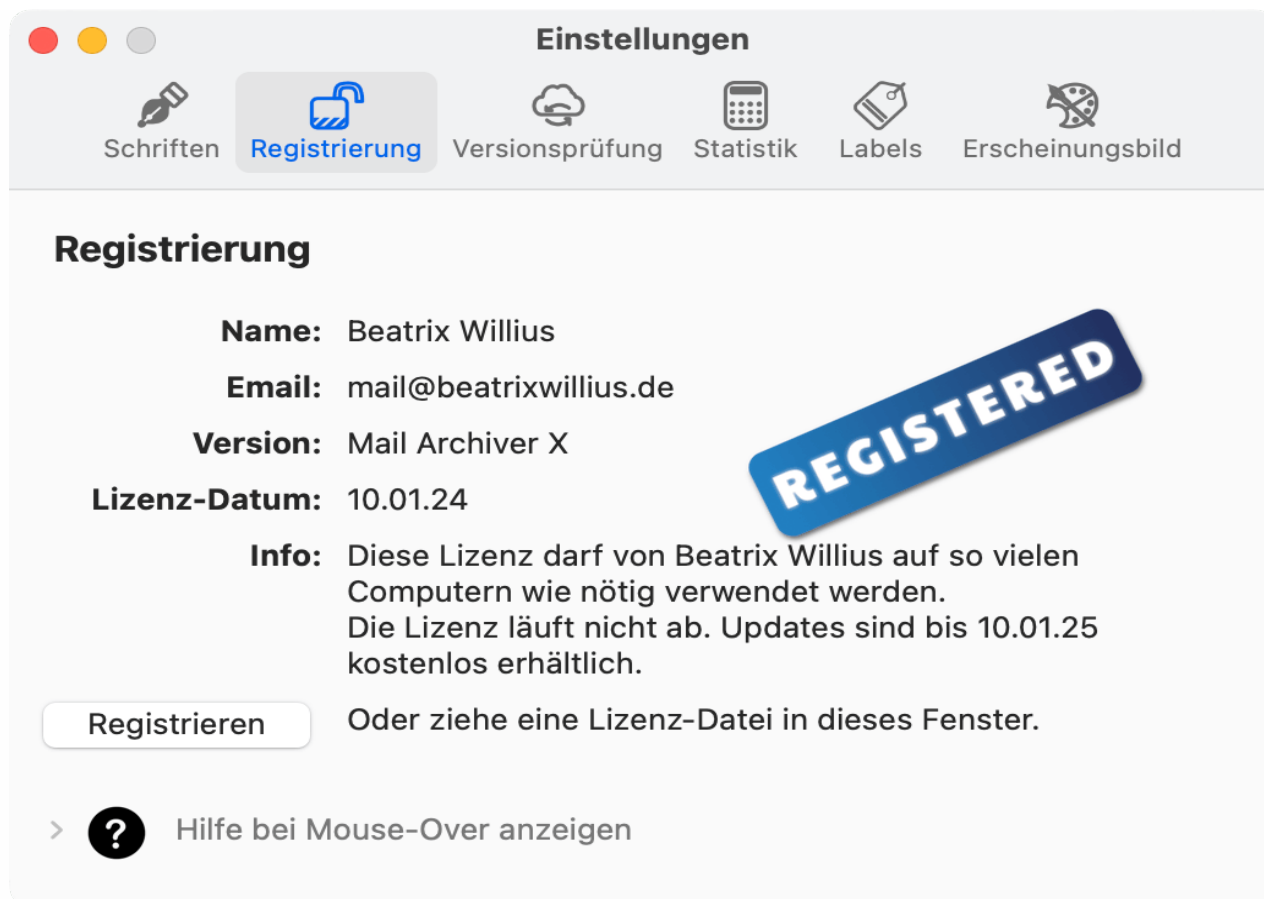 Einstellungen
Schriften Registrierung Versionsprüfung Statistik Labels Erscheinungsbild
Registrierung
Name: Beatrix Willius
Email: mail@beatrixwillius.de
Version: Mail Archiver X
Lizenz-Datum: 10.01.24
REGISTERED
Info: Diese Lizenz darf von Beatrix Willius auf so vielen
Computern wie nötig verwendet werden.
Die Lizenz läuft nicht ab. Updates sind bis 10.01.25
kostenlos erhältlich.
Registrieren Oder ziehe eine Lizenz-Datei in dieses Fenster.
? Hilfe bei Mouse-Over anzeigen